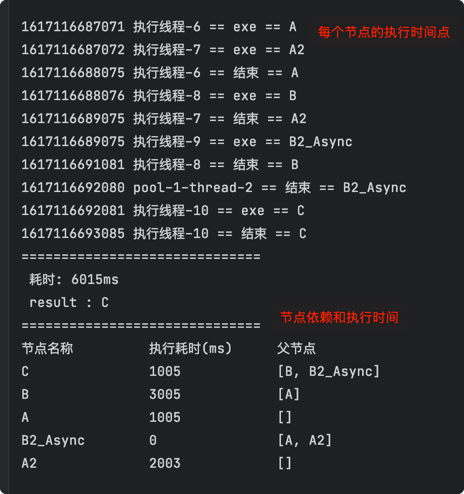 1617116687071 执行线程-6 == exe == A
每个节点的执行时间点
1617116687072 执行线程-7 == exe == A2
1617116688075 执行线程-6 == 结束 == A
1617116688076 执行线程-8 == exe == B
1617116689075 执行线程-7 == 结束 == A2
1617116689075 执行线程-9 == exe == B2_Async
1617116691081 执行线程-8 == 结束 == B
1617116692080 pool-1-thread-2 == 结束 == B2_Async
1617116692081 执行线程-10 == exe == C
1617116693085 执行线程-10 == 结束 == C
==============================
耗时: 6015ms
result : C
节点依赖和执行时间
==============================
节点名称 执行耗时(ms) 父节点
C 1005 [B, B2_Async]
B 3005 [A]
A 1005 []
B2_Async 0 [A, A2]
A2 2003 []